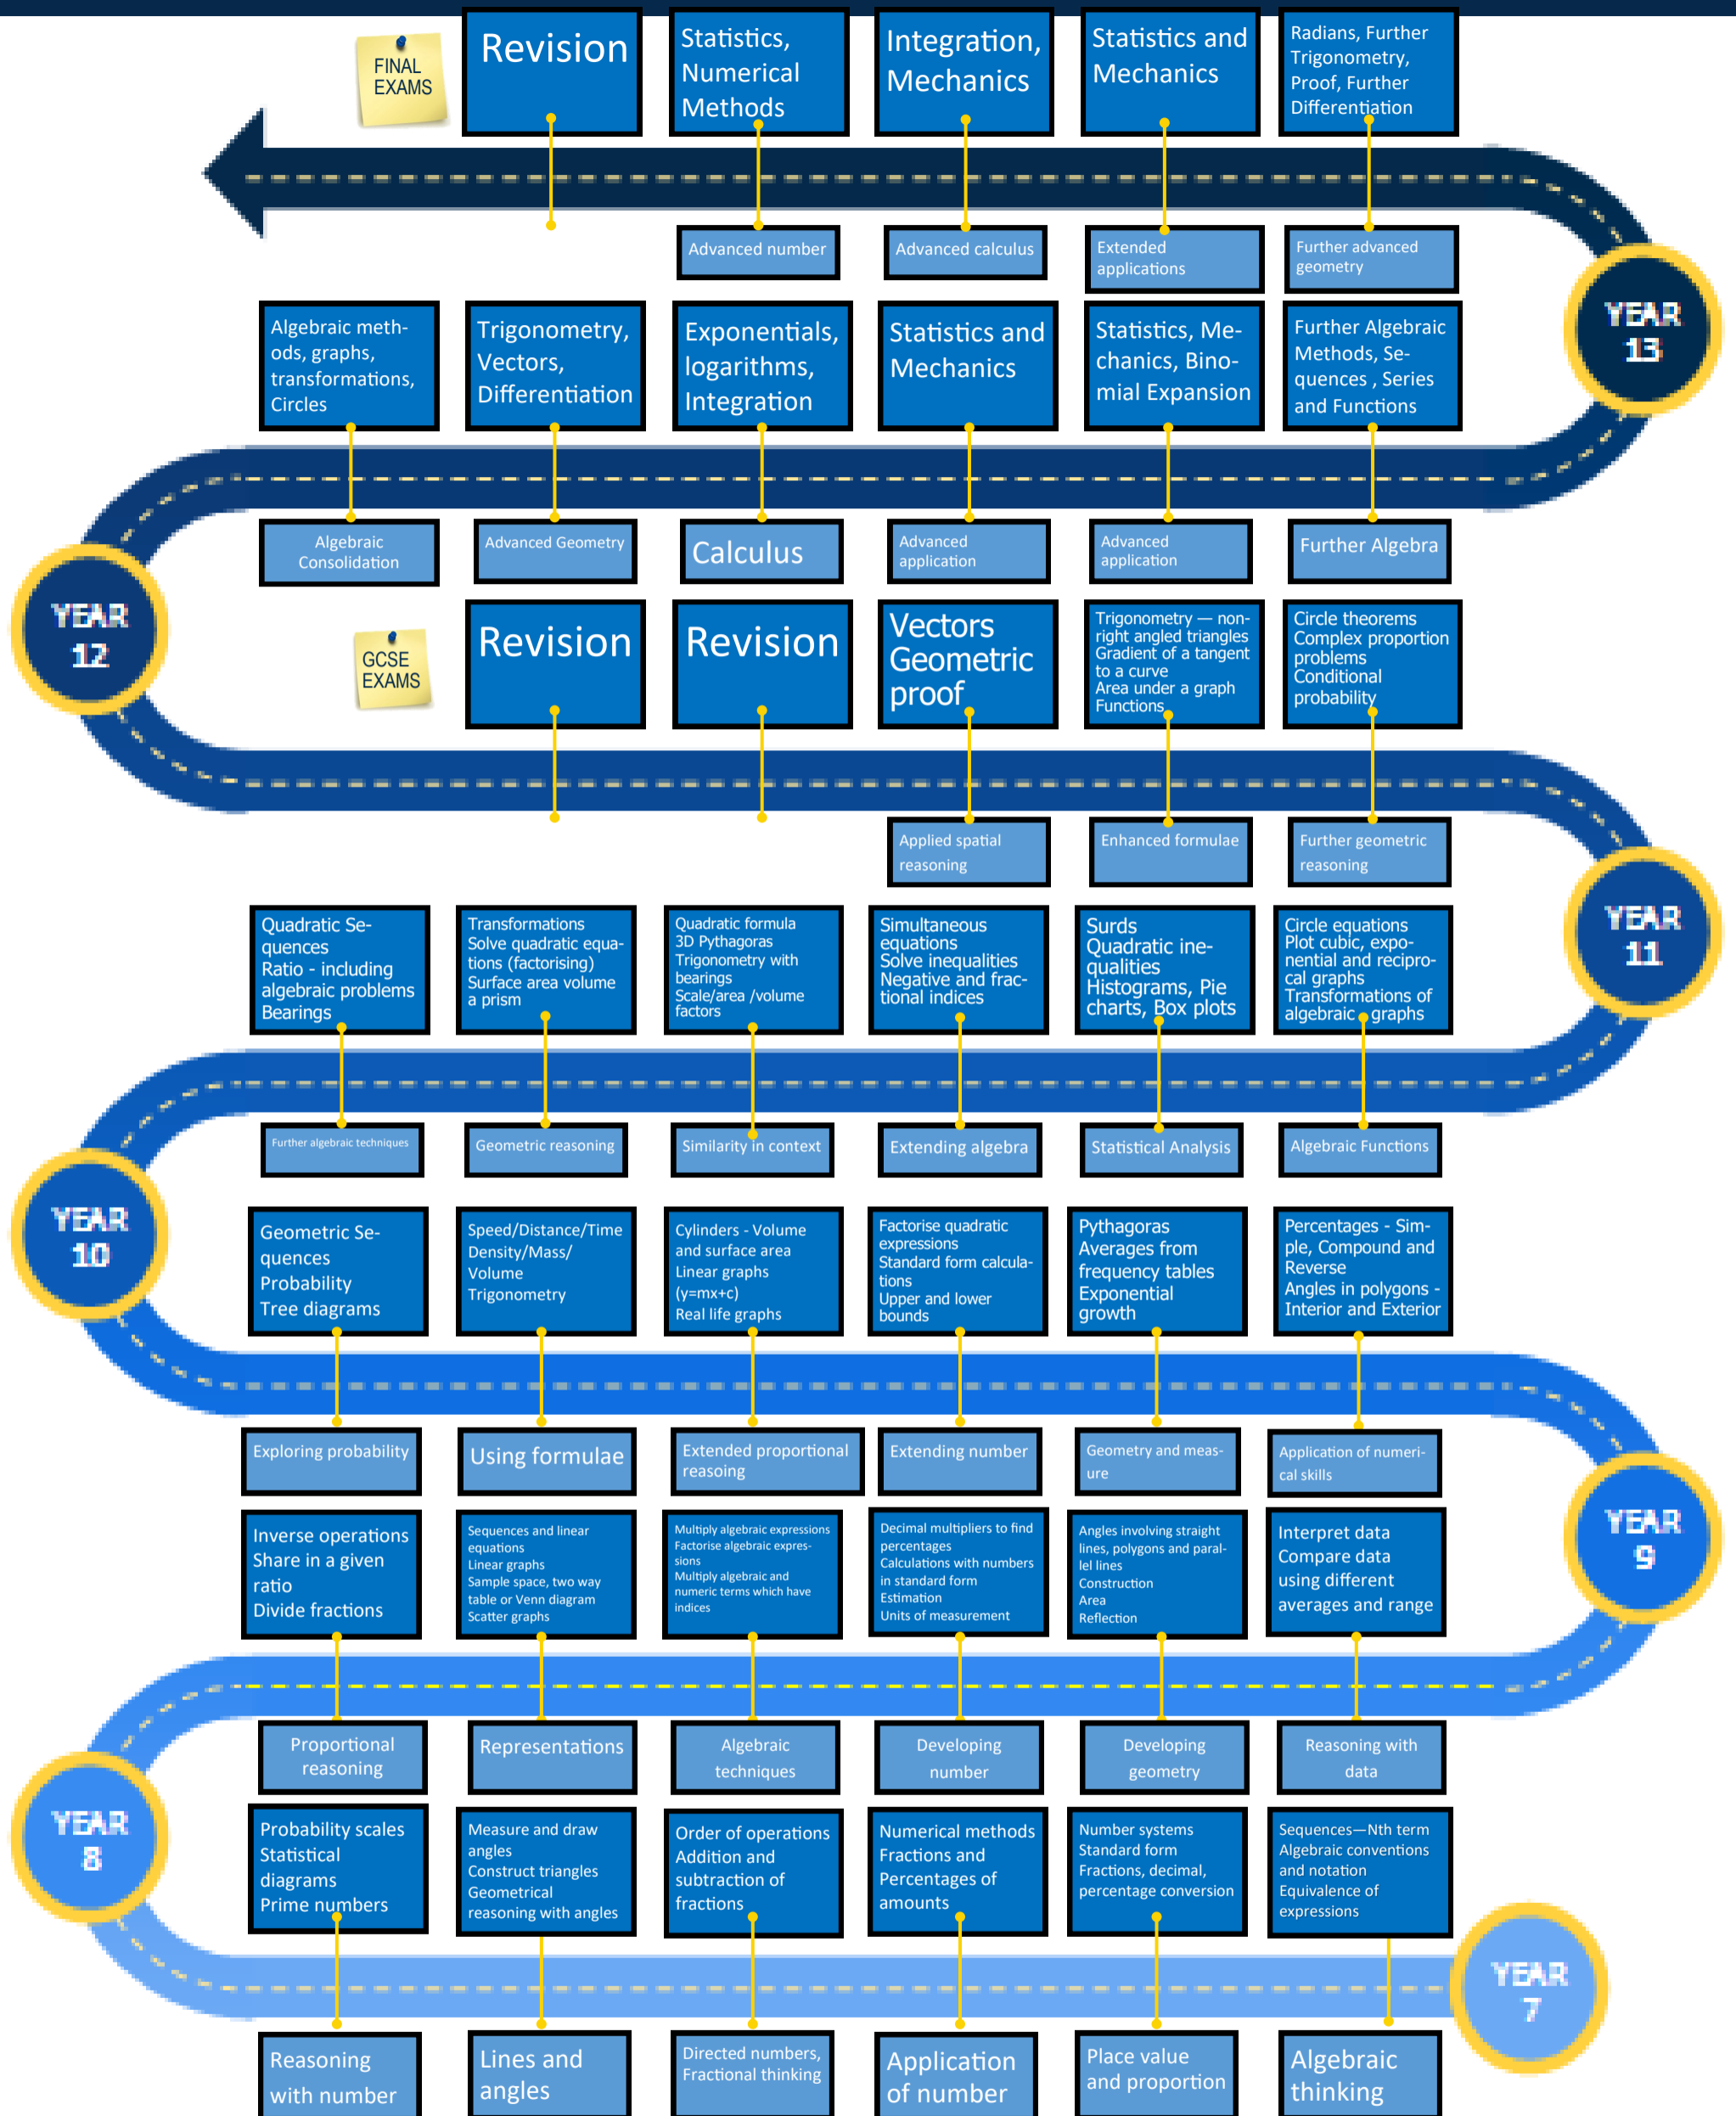 FINAL
EXAMS
Revision
Statistics,
Numerical
Methods
Integration,
Mechanics
Statistics and
Mechanics
Radians, Further
Trigonometry,
Proof, Further
Differentiation
Advanced number
Advanced calculus
Extended
applications
Further advanced
geometry
YEAR
13
Algebraic meth-
ods, graphs,
transformations,
Circles
Trigonometry,
Vectors,
Differentiation
Exponentials,
logarithms,
Integration
Statistics and
Mechanics
Statistics, Me-
chanics, Bino-
mial Expansion
Further Algebraic
Methods, Se-
quences , Series
and Functions
Algebraic
Consolidation
Advanced Geometry
Calculus
Advanced
application
Advanced
application
Further Algebra
YEAR
12
GCSE
EXAMS
Revision
Revision
Vectors
Geometric
proof
Trigonometry — non-
right angled triangles
Gradient of a tangent
to a curve
Area under a graph
Functions
Circle theorems
Complex proportion
problems
Conditional
probability
Applied spatial
reasoning
Enhanced formulae
Further geometric
reasoning
YEAR
11
Quadratic Se-
quences
Ratio - including
algebraic problems
Bearings
Transformations
Solve quadratic equa-
tions (factorising)
Surface area volume
a prism
Quadratic formula
3D Pythagoras
Trigonometry with
bearings
Scale/area /volume
factors
Simultaneous
equations
Solve inequalities
Negative and frac-
tional indices
Surds
Quadratic ine-
qualities
Histograms, Pie
charts, Box plots
Circle equations
Plot cubic, expo-
nential and recipro-
cal graphs
Transformations of
algebraic graphs
Further algebraic techniques
Geometric reasoning
Similarity in context
Extending algebra
Statistical Analysis
Algebraic Functions
YEAR
10
Geometric Se-
quences
Probability
Tree diagrams
Speed/Distance/Time
Density/Mass/
Volume
Trigonometry
Cylinders - Volume
and surface area
Linear graphs
(y=mx+c)
Real life graphs
Factorise quadratic
expressions
Standard form calcula-
tions
Upper and lower
bounds
Pythagoras
Averages from
frequency tables
Exponential
growth
Percentages - Sim-
ple, Compound and
Reverse
Angles in polygons -
Interior and Exterior
Exploring probability
Using formulae
Extended proportional
reasoing
Extending number
Geometry and meas-
ure
Application of numeri-
cal skills
YEAR
9
Inverse operations
Share in a given
ratio
Divide fractions
Sequences and linear
equations
Linear graphs
Sample space, two way
table or Venn diagram
Scatter graphs
Multiply algebraic expressions
Factorise algebraic expres-
sions
Multiply algebraic and
numeric terms which have
indices
Decimal multipliers to find
percentages
Calculations with numbers
in standard form
Estimation
Units of measurement
Angles involving straight
lines, polygons and paral-
lel lines
Construction
Area
Reflection
Interpret data
Compare data
using different
averages and range
Proportional
reasoning
Representations
Algebraic
techniques
Developing
number
Developing
geometry
Reasoning with
data
YEAR
8
Probability scales
Statistical
diagrams
Prime numbers
Measure and draw
angles
Construct triangles
Geometrical
reasoning with angles
Order of operations
Addition and
subtraction of
fractions
Numerical methods
Fractions and
Percentages of
amounts
Number systems
Standard form
Fractions, decimal,
percentage conversion
Sequences—Nth term
Algebraic conventions
and notation
Equivalence of
expressions
YEAR
7
Reasoning
with number
Lines and
angles
Directed numbers,
Fractional thinking
Application
of number
Place value
and proportion
Algebraic
thinking